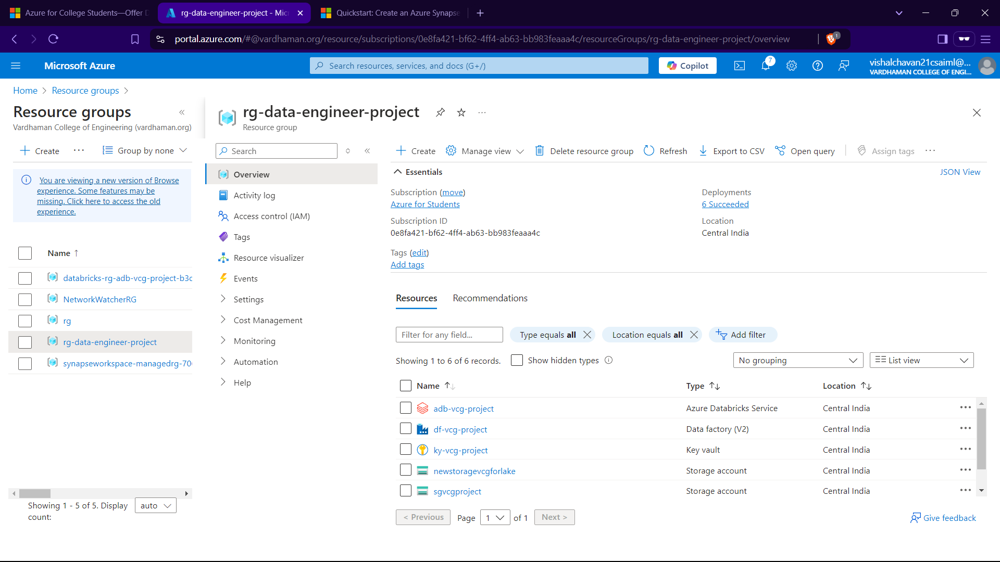 Azure for College Students—Offer D
rg-data-engineer-project - Mic
Quickstart: Create an Azure Synapse
portal.azure.com/#@vardhaman.org/resource/subscriptions/0e8fa421-bf62-4ff4-ab63-bb983feaaa4c/resourceGroups/rg-data-engineer-project/overview
1
Microsoft Azure
Search resources, services, and docs (G+/)
Copilot
7
vishalchavan21csaiml@...
VARDHAMAN COLLEGE OF ENGI...
Home > Resource groups >
Resource groups
Vardhaman College of Engineering (vardhaman.org)
Create
Group by none
You are viewing a new version of Browse
experience. Some features may be
missing. Click here to access the old
experience.
Name ↑
databricks-rg-adb-vcg-project-b3c
NetworkWatcherRG
rg
rg-data-engineer-project
synapseworkspace-managedrg-70
Showing 1 - 5 of 5. Display
count:
auto
rg-data-engineer-project
Resource group
Search
Overview
Activity log
Access control (IAM)
Tags
Resource visualizer
Events
Settings
Cost Management
Monitoring
Automation
Help
Create
Manage view
Delete resource group
Refresh
Export to CSV
Open query
Assign tags
Essentials
JSON View
Subscription (move)
Azure for Students
Subscription ID
0e8fa421-bf62-4ff4-ab63-bb983feaaa4c
Deployments
6 Succeeded
Location
Central India
Tags (edit)
Add tags
Resources
Recommendations
Filter for any field...
Type equals all
Location equals all
Add filter
Showing 1 to 6 of 6 records.
Show hidden types
No grouping
List view
Name ↑↓ Type ↑↓ Location ↑↓
adb-vcg-project Azure Databricks Service Central India
df-vcg-project Data factory (V2) Central India
ky-vcg-project Key vault Central India
newstoragevcgforlake Storage account Central India
sgvcgproject Storage account Central India
< Previous Page 1 of 1 Next >
Give feedback